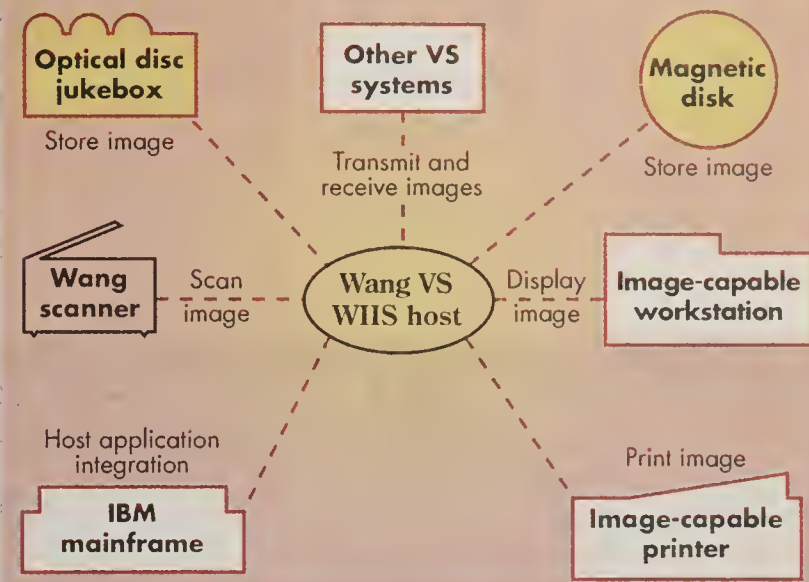 Optical disc
jukebox
Store image
Other VS
systems
Transmit and
receive images
Magnetic
disk
Store image
Wang
scanner
Scan
image
Wang VS
WIIS host
Display
image
Image-capable
workstation
Host application
integration
IBM
mainframe
Print image
Image-capable
printer